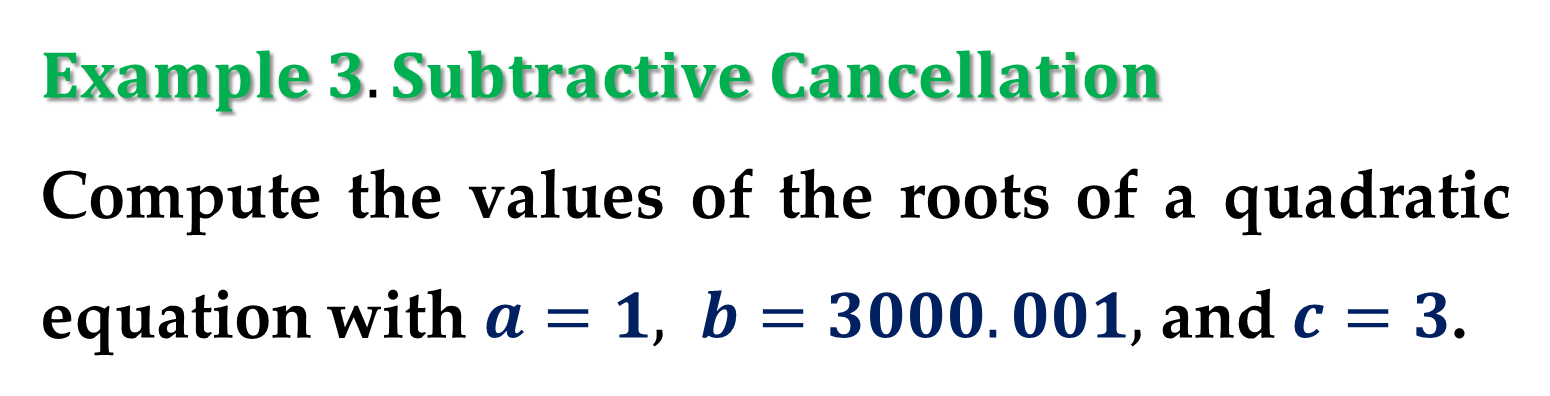 Example 3. Subtractive Cancellation
Compute the values of the roots of a quadratic
equation with a = 1, b = 3000.001, and c = 3.